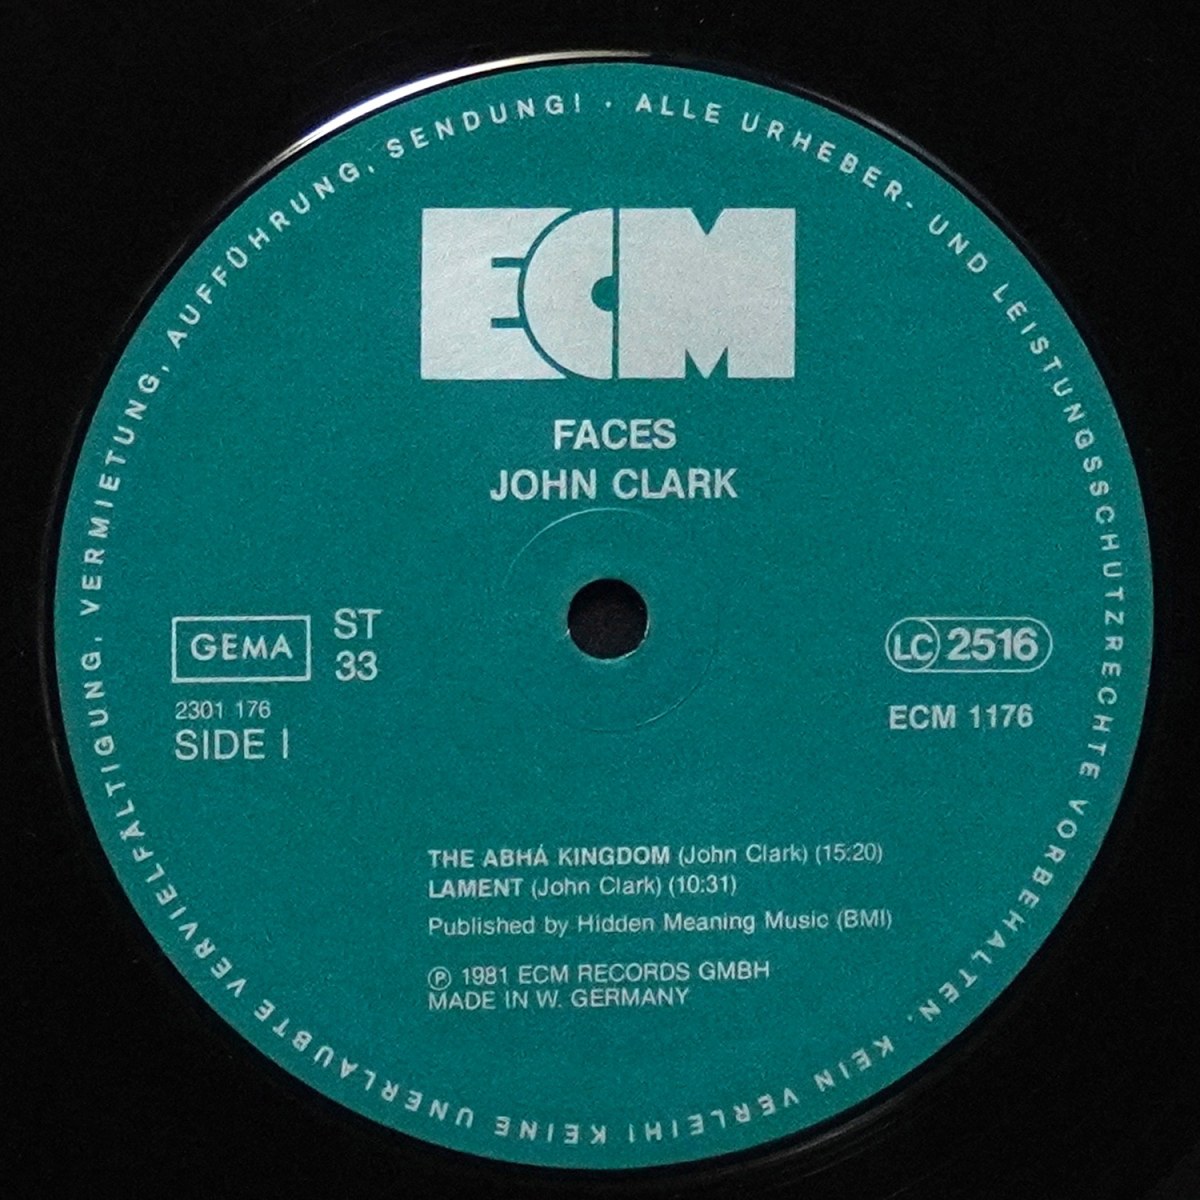 ALLE URHEBER- UND LEISTUNGSSCHUTZRECHTE VORBEHALTEN. KEIN VERLEIH! KEINE UNERLAUBTE VERVIELFÄLTIGUNG, VERMIETUNG, AUFFÜHRUNG, SENDUNG! ·
ECM
FACES
JOHN CLARK
GEMA
ST
33
2301 176
SIDE I
LC 2516
ECM 1176
THE ABHÁ KINGDOM (John Clark) (15:20)
LAMENT (John Clark) (10:31)
Published by Hidden Meaning Music (BMI)
Ⓟ 1981 ECM RECORDS GMBH
MADE IN W. GERMANY